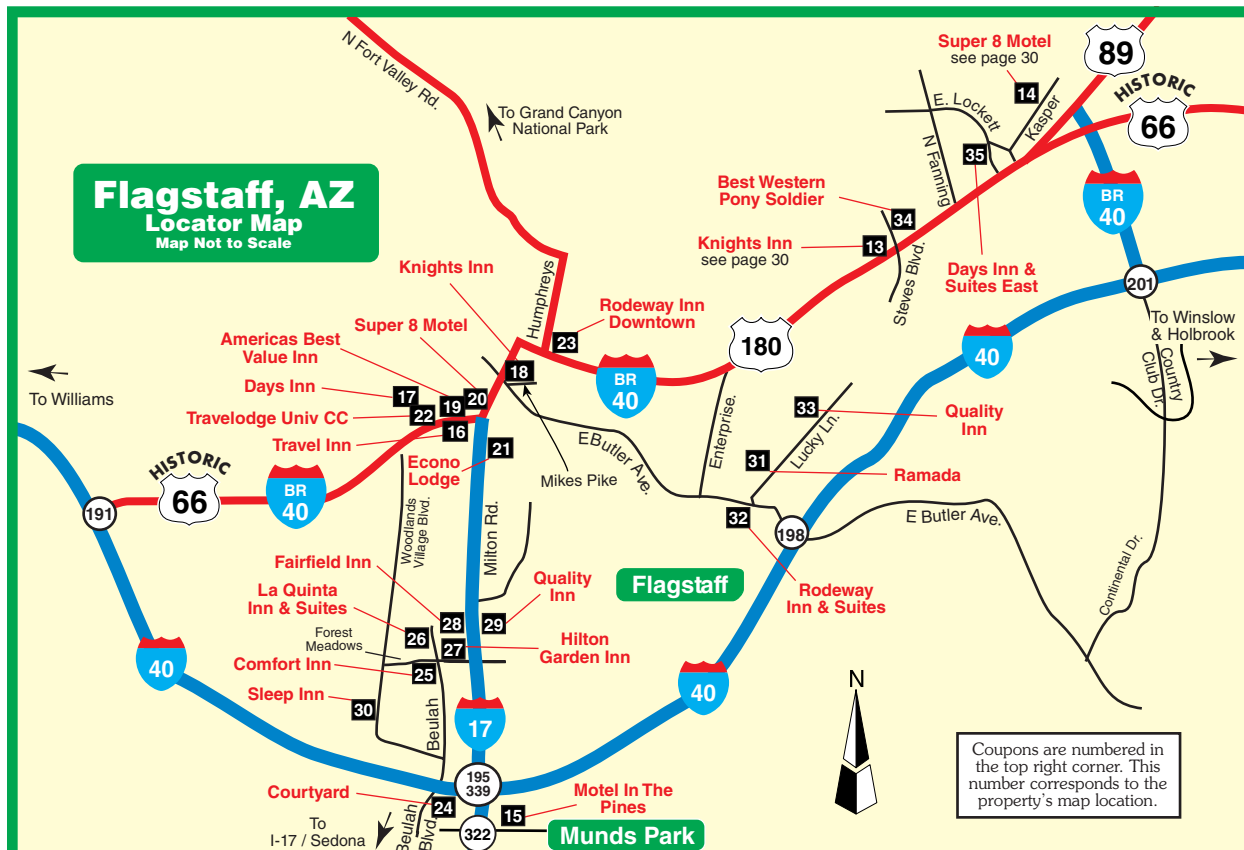 Flagstaff, AZ
Locator Map
Map Not to Scale
N Fort Valley Rd.
To Grand Canyon
National Park
Super 8 Motel
see page 30
14
89
HISTORIC
66
E. Lockett
Kasper
N Fanning
35
BR
40
Best Western
Pony Soldier
34
Knights Inn
see page 30
13
Steves Blvd.
Days Inn &
Suites East
201
To Winslow
& Holbrook
Country
Club Dr.
Knights Inn
Humphreys
Rodeway Inn
Downtown
23
Super 8 Motel
Americas Best
Value Inn
180
40
BR
40
18
To Williams
Days Inn
17
19
20
Travelodge Univ CC
22
Travel Inn
16
Econo
Lodge
21
Mikes Pike
E Butler Ave.
Enterprise.
33
Lucky Ln.
Quality
Inn
31
Ramada
HISTORIC
66
BR
40
191
Woodlands
Village Blvd.
Milton Rd.
32
198
E Butler Ave.
Rodeway
Inn & Suites
Continental Dr.
Fairfield Inn
28
La Quinta
Inn & Suites
26
Quality
Inn
29
Flagstaff
Forest
Meadows
27
Hilton
Garden Inn
40
Comfort Inn
25
Sleep Inn
30
Beulah
17
40
N
Coupons are numbered in
the top right corner. This
number corresponds to the
property's map location.
195
339
Courtyard
24
Motel In The
Pines
15
To
I-17 / Sedona
Beulah
Blvd.
322
Munds Park